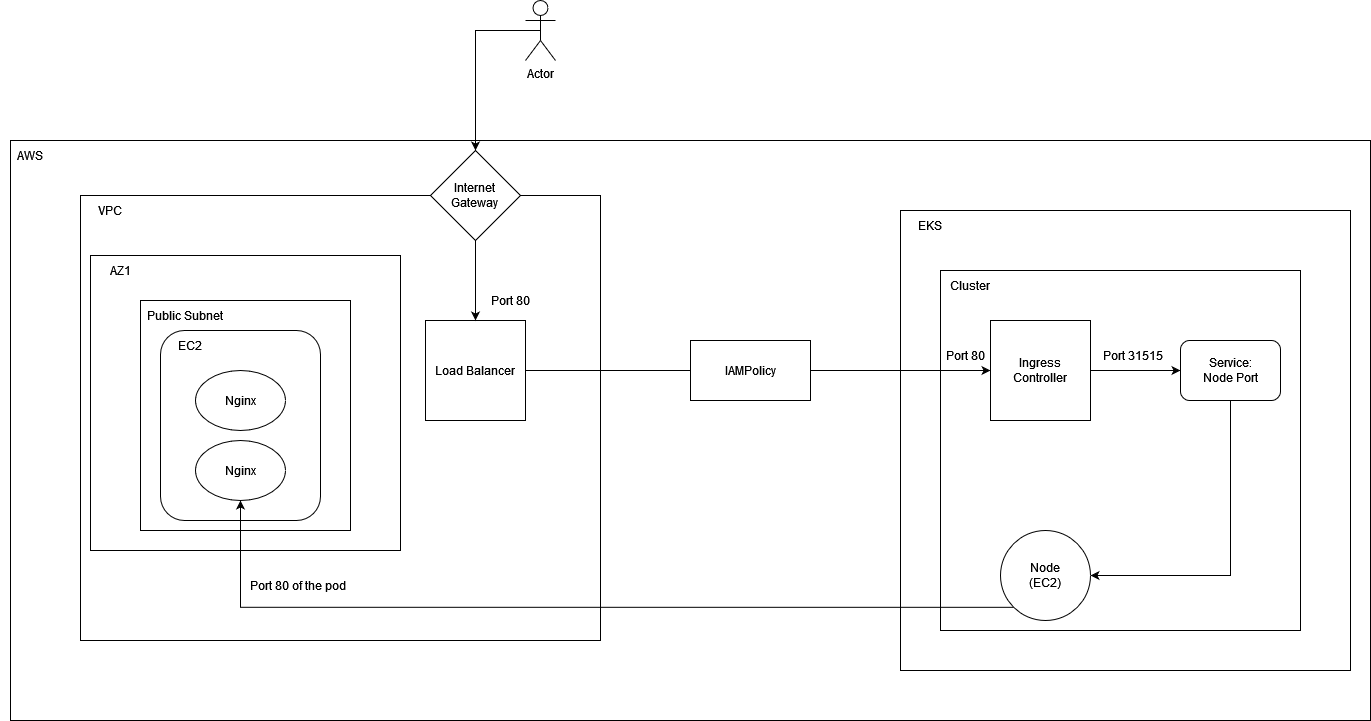 Actor
AWS
Internet
Gateway
VPC
EKS
AZ1
Cluster
Port 80
Public Subnet
EC2
Load Balancer
IAMPolicy
Port 80
Ingress
Controller
Port 31515
Service:
Node Port
Nginx
Nginx
Node
(EC2)
Port 80 of the pod